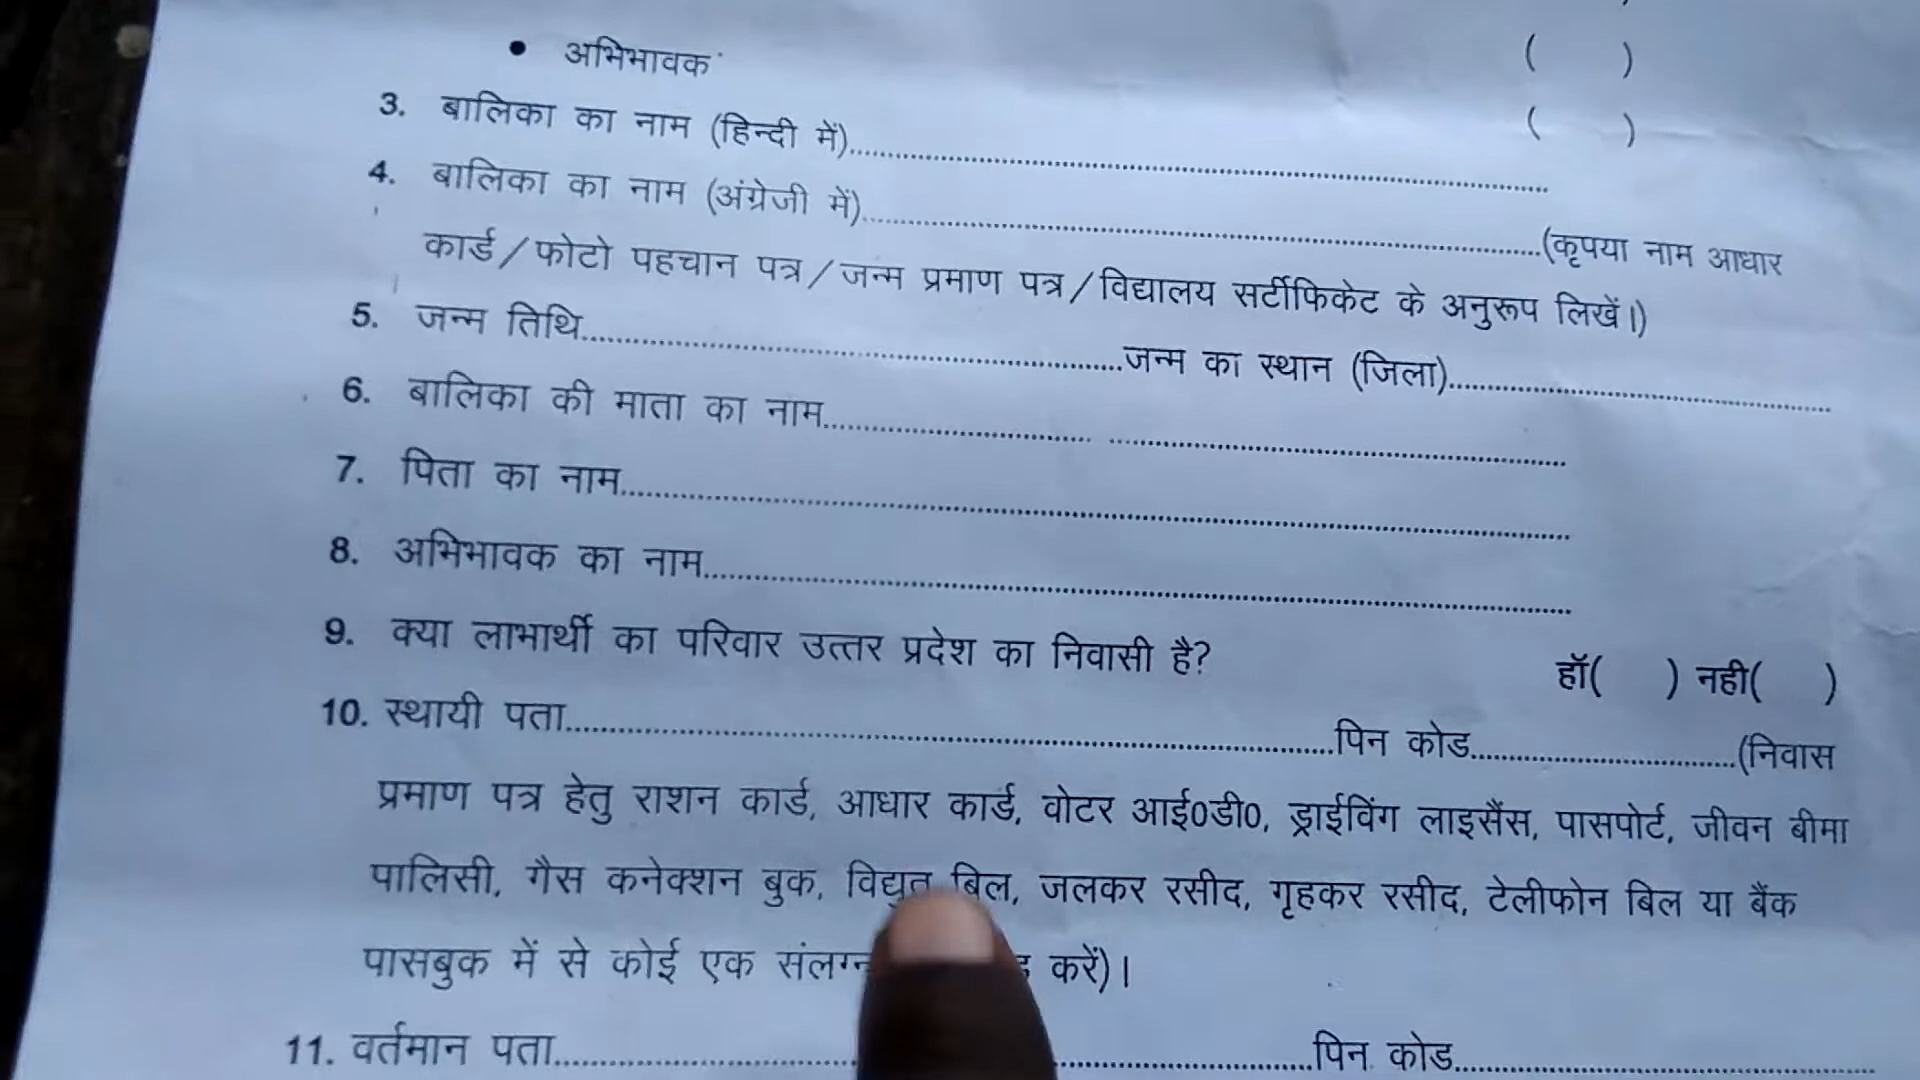 • अभिभावक ( )
3. बालिका का नाम (हिन्दी में)........................................ ( )
4. बालिका का नाम (अंग्रेजी में)........................................(कृपया नाम आधार
कार्ड/फोटो पहचान पत्र/जन्म प्रमाण पत्र/विद्यालय सर्टीफिकेट के अनुरूप लिखें।)
5. जन्म तिथि........................................जन्म का स्थान (जिला)........................................
6. बालिका की माता का नाम........................................
7. पिता का नाम........................................
8. अभिभावक का नाम........................................
9. क्या लाभार्थी का परिवार उत्तर प्रदेश का निवासी है? हॉ( ) नही( )
10. स्थायी पता........................................पिन कोड....................(निवास
प्रमाण पत्र हेतु राशन कार्ड, आधार कार्ड, वोटर आई0डी0, ड्राईविंग लाइसैंस, पासपोर्ट, जीवन बीमा
पालिसी, गैस कनेक्शन बुक, विद्युत बिल, जलकर रसीद, गृहकर रसीद, टेलीफोन बिल या बैंक
पासबुक में से कोई एक संलग्न करें)।
11. वर्तमान पता........................................पिन कोड........................................